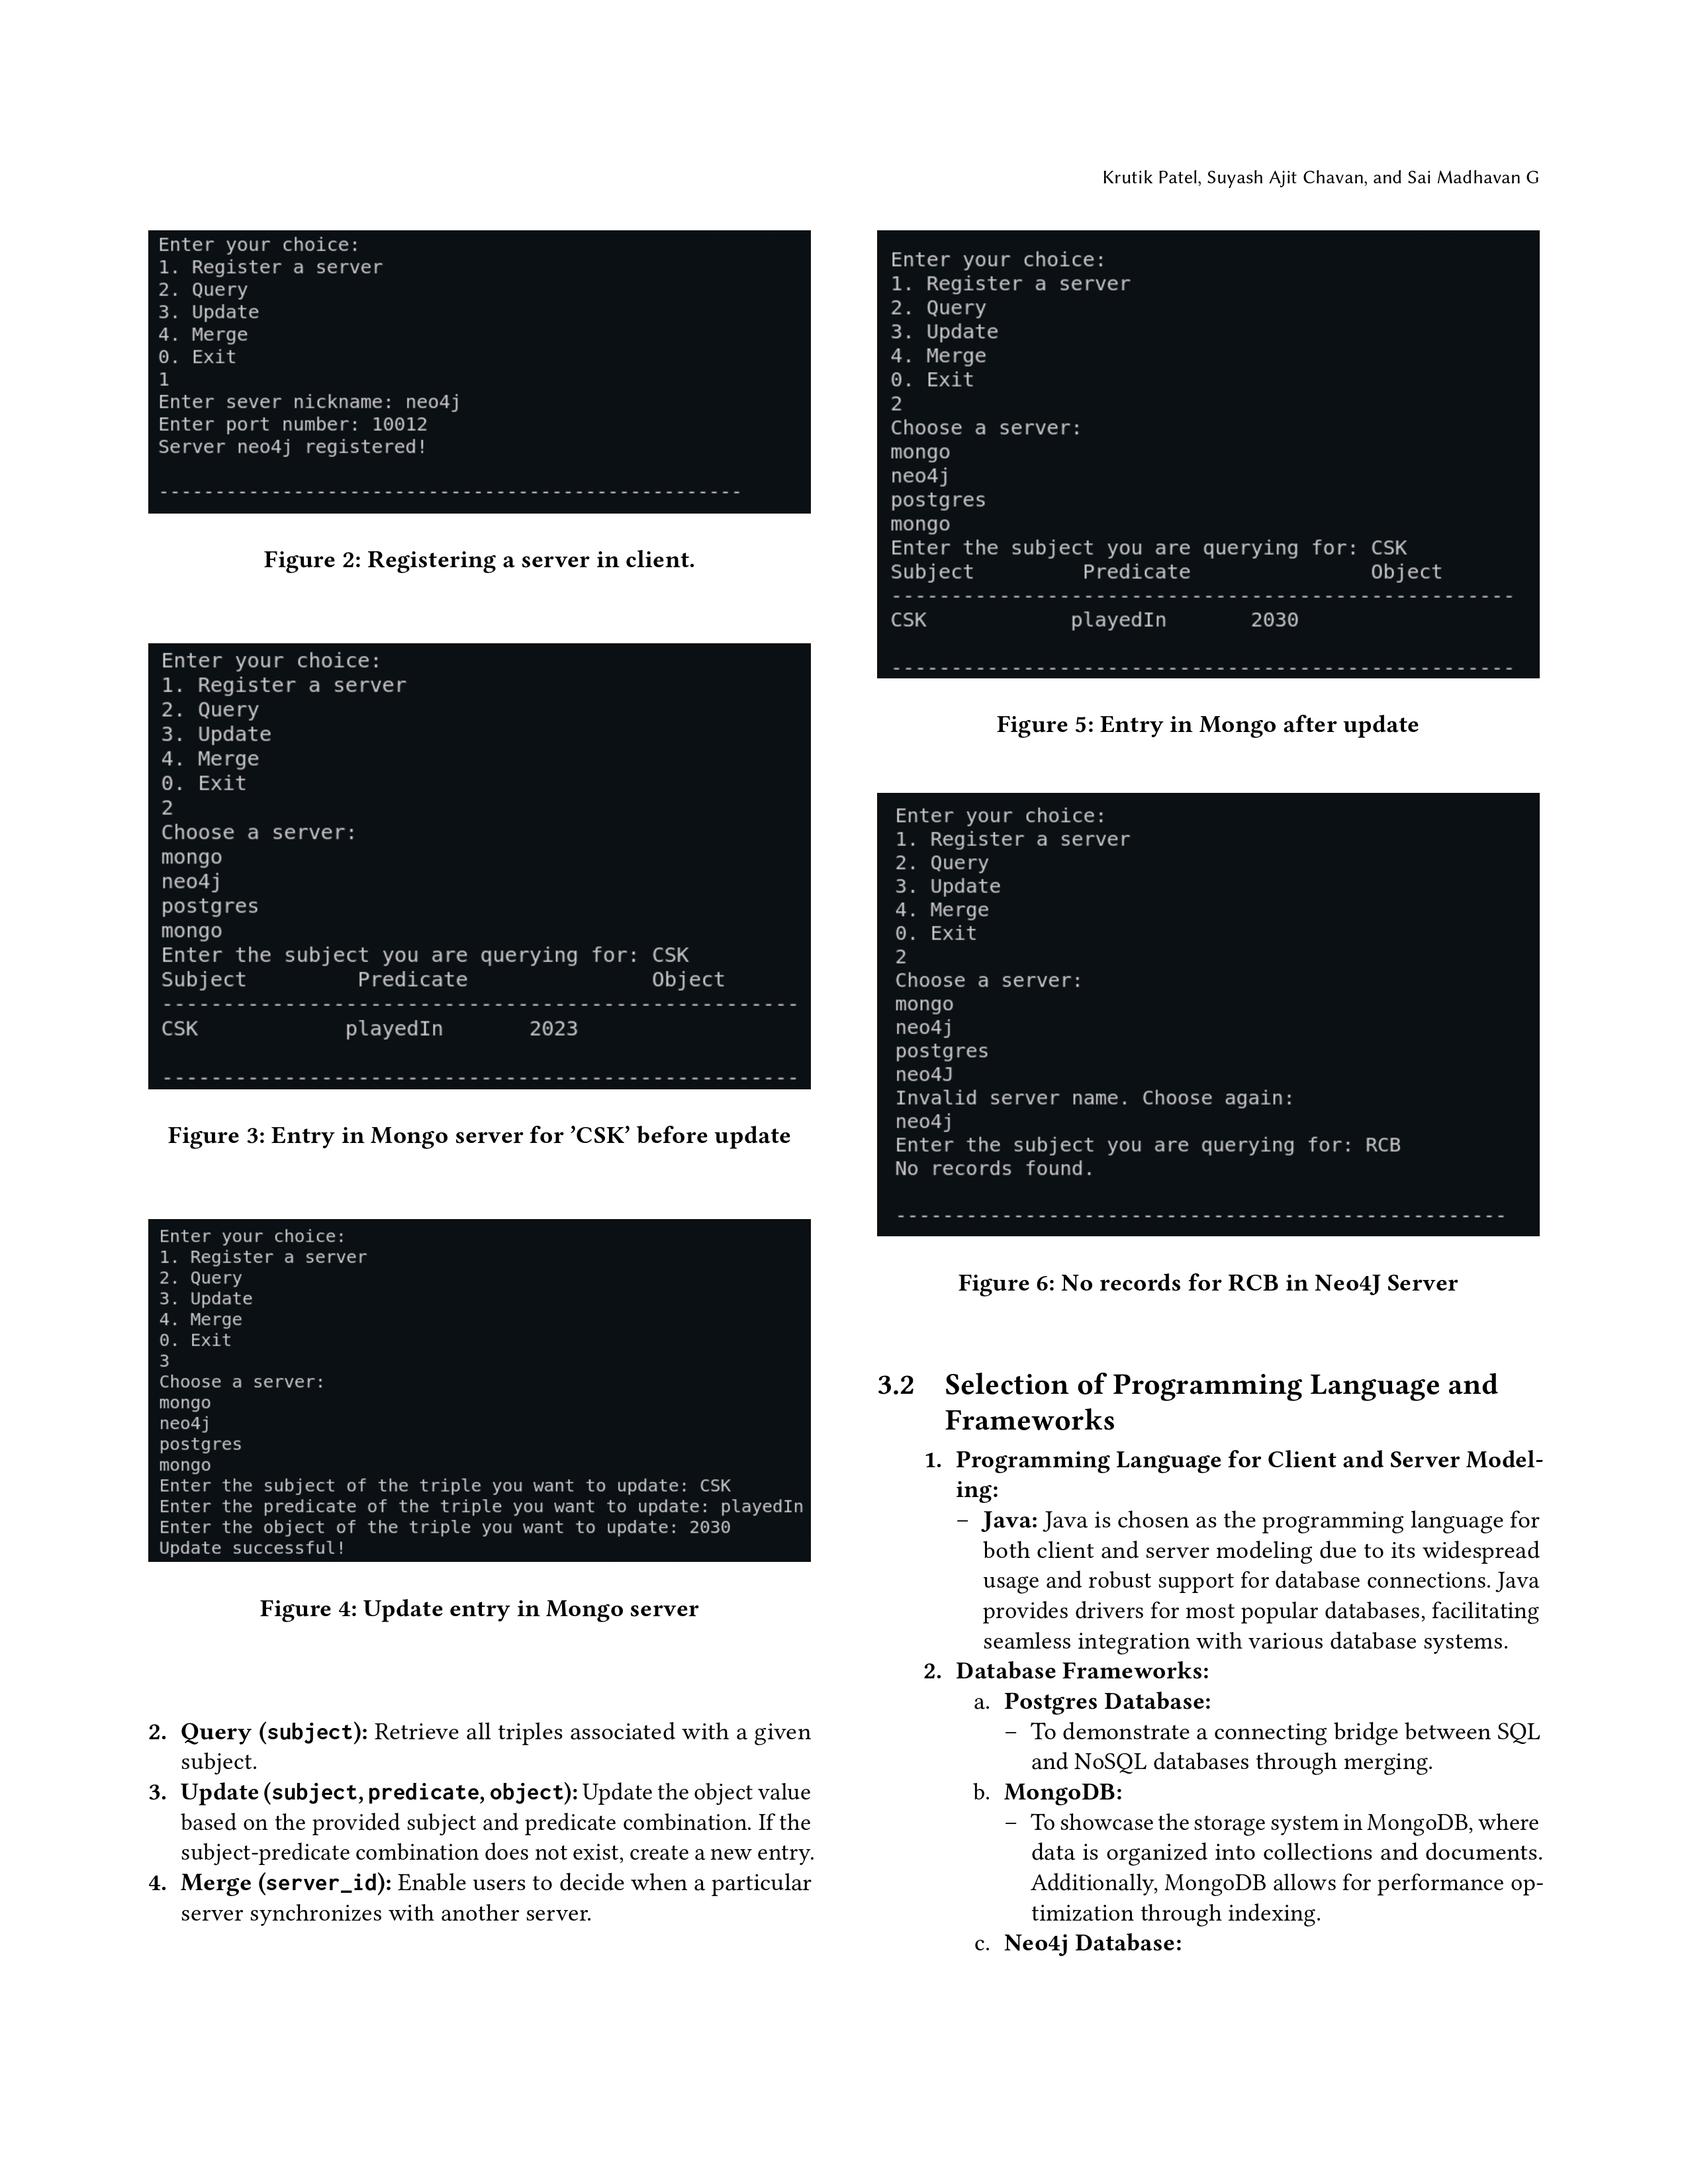 Krutik Patel, Suyash Ajit Chavan, and Sai Madhavan G
Enter your choice:
1. Register a server
2. Query
3. Update
4. Merge
0. Exit
1
Enter sever nickname: neo4j
Enter port number: 10012
Server neo4j registered!
----------------------------------------------------
Figure 2: Registering a server in client.
Enter your choice:
1. Register a server
2. Query
3. Update
4. Merge
0. Exit
2
Choose a server:
mongo
neo4j
postgres
mongo
Enter the subject you are querying for: CSK
Subject Predicate Object
----------------------------------------------------
CSK playedIn 2023
----------------------------------------------------
Figure 3: Entry in Mongo server for ’CSK’ before update
Enter your choice:
1. Register a server
2. Query
3. Update
4. Merge
0. Exit
3
Choose a server:
mongo
neo4j
postgres
mongo
Enter the subject of the triple you want to update: CSK
Enter the predicate of the triple you want to update: playedIn
Enter the object of the triple you want to update: 2030
Update successful!
Figure 4: Update entry in Mongo server
2. Query (subject): Retrieve all triples associated with a given
subject.
3. Update (subject, predicate, object): Update the object value
based on the provided subject and predicate combination. If the
subject-predicate combination does not exist, create a new entry.
4. Merge (server_id): Enable users to decide when a particular
server synchronizes with another server.
Enter your choice:
1. Register a server
2. Query
3. Update
4. Merge
0. Exit
2
Choose a server:
mongo
neo4j
postgres
mongo
Enter the subject you are querying for: CSK
Subject Predicate Object
----------------------------------------------------
CSK playedIn 2030
----------------------------------------------------
Figure 5: Entry in Mongo after update
Enter your choice:
1. Register a server
2. Query
3. Update
4. Merge
0. Exit
2
Choose a server:
mongo
neo4j
postgres
neo4J
Invalid server name. Choose again:
neo4j
Enter the subject you are querying for: RCB
No records found.
----------------------------------------------------
Figure 6: No records for RCB in Neo4J Server
3.2 Selection of Programming Language and
Frameworks
1. Programming Language for Client and Server Model-
ing:
– Java: Java is chosen as the programming language for
both client and server modeling due to its widespread
usage and robust support for database connections. Java
provides drivers for most popular databases, facilitating
seamless integration with various database systems.
2. Database Frameworks:
a. Postgres Database:
– To demonstrate a connecting bridge between SQL
and NoSQL databases through merging.
b. MongoDB:
– To showcase the storage system in MongoDB, where
data is organized into collections and documents.
Additionally, MongoDB allows for performance op-
timization through indexing.
c. Neo4j Database: